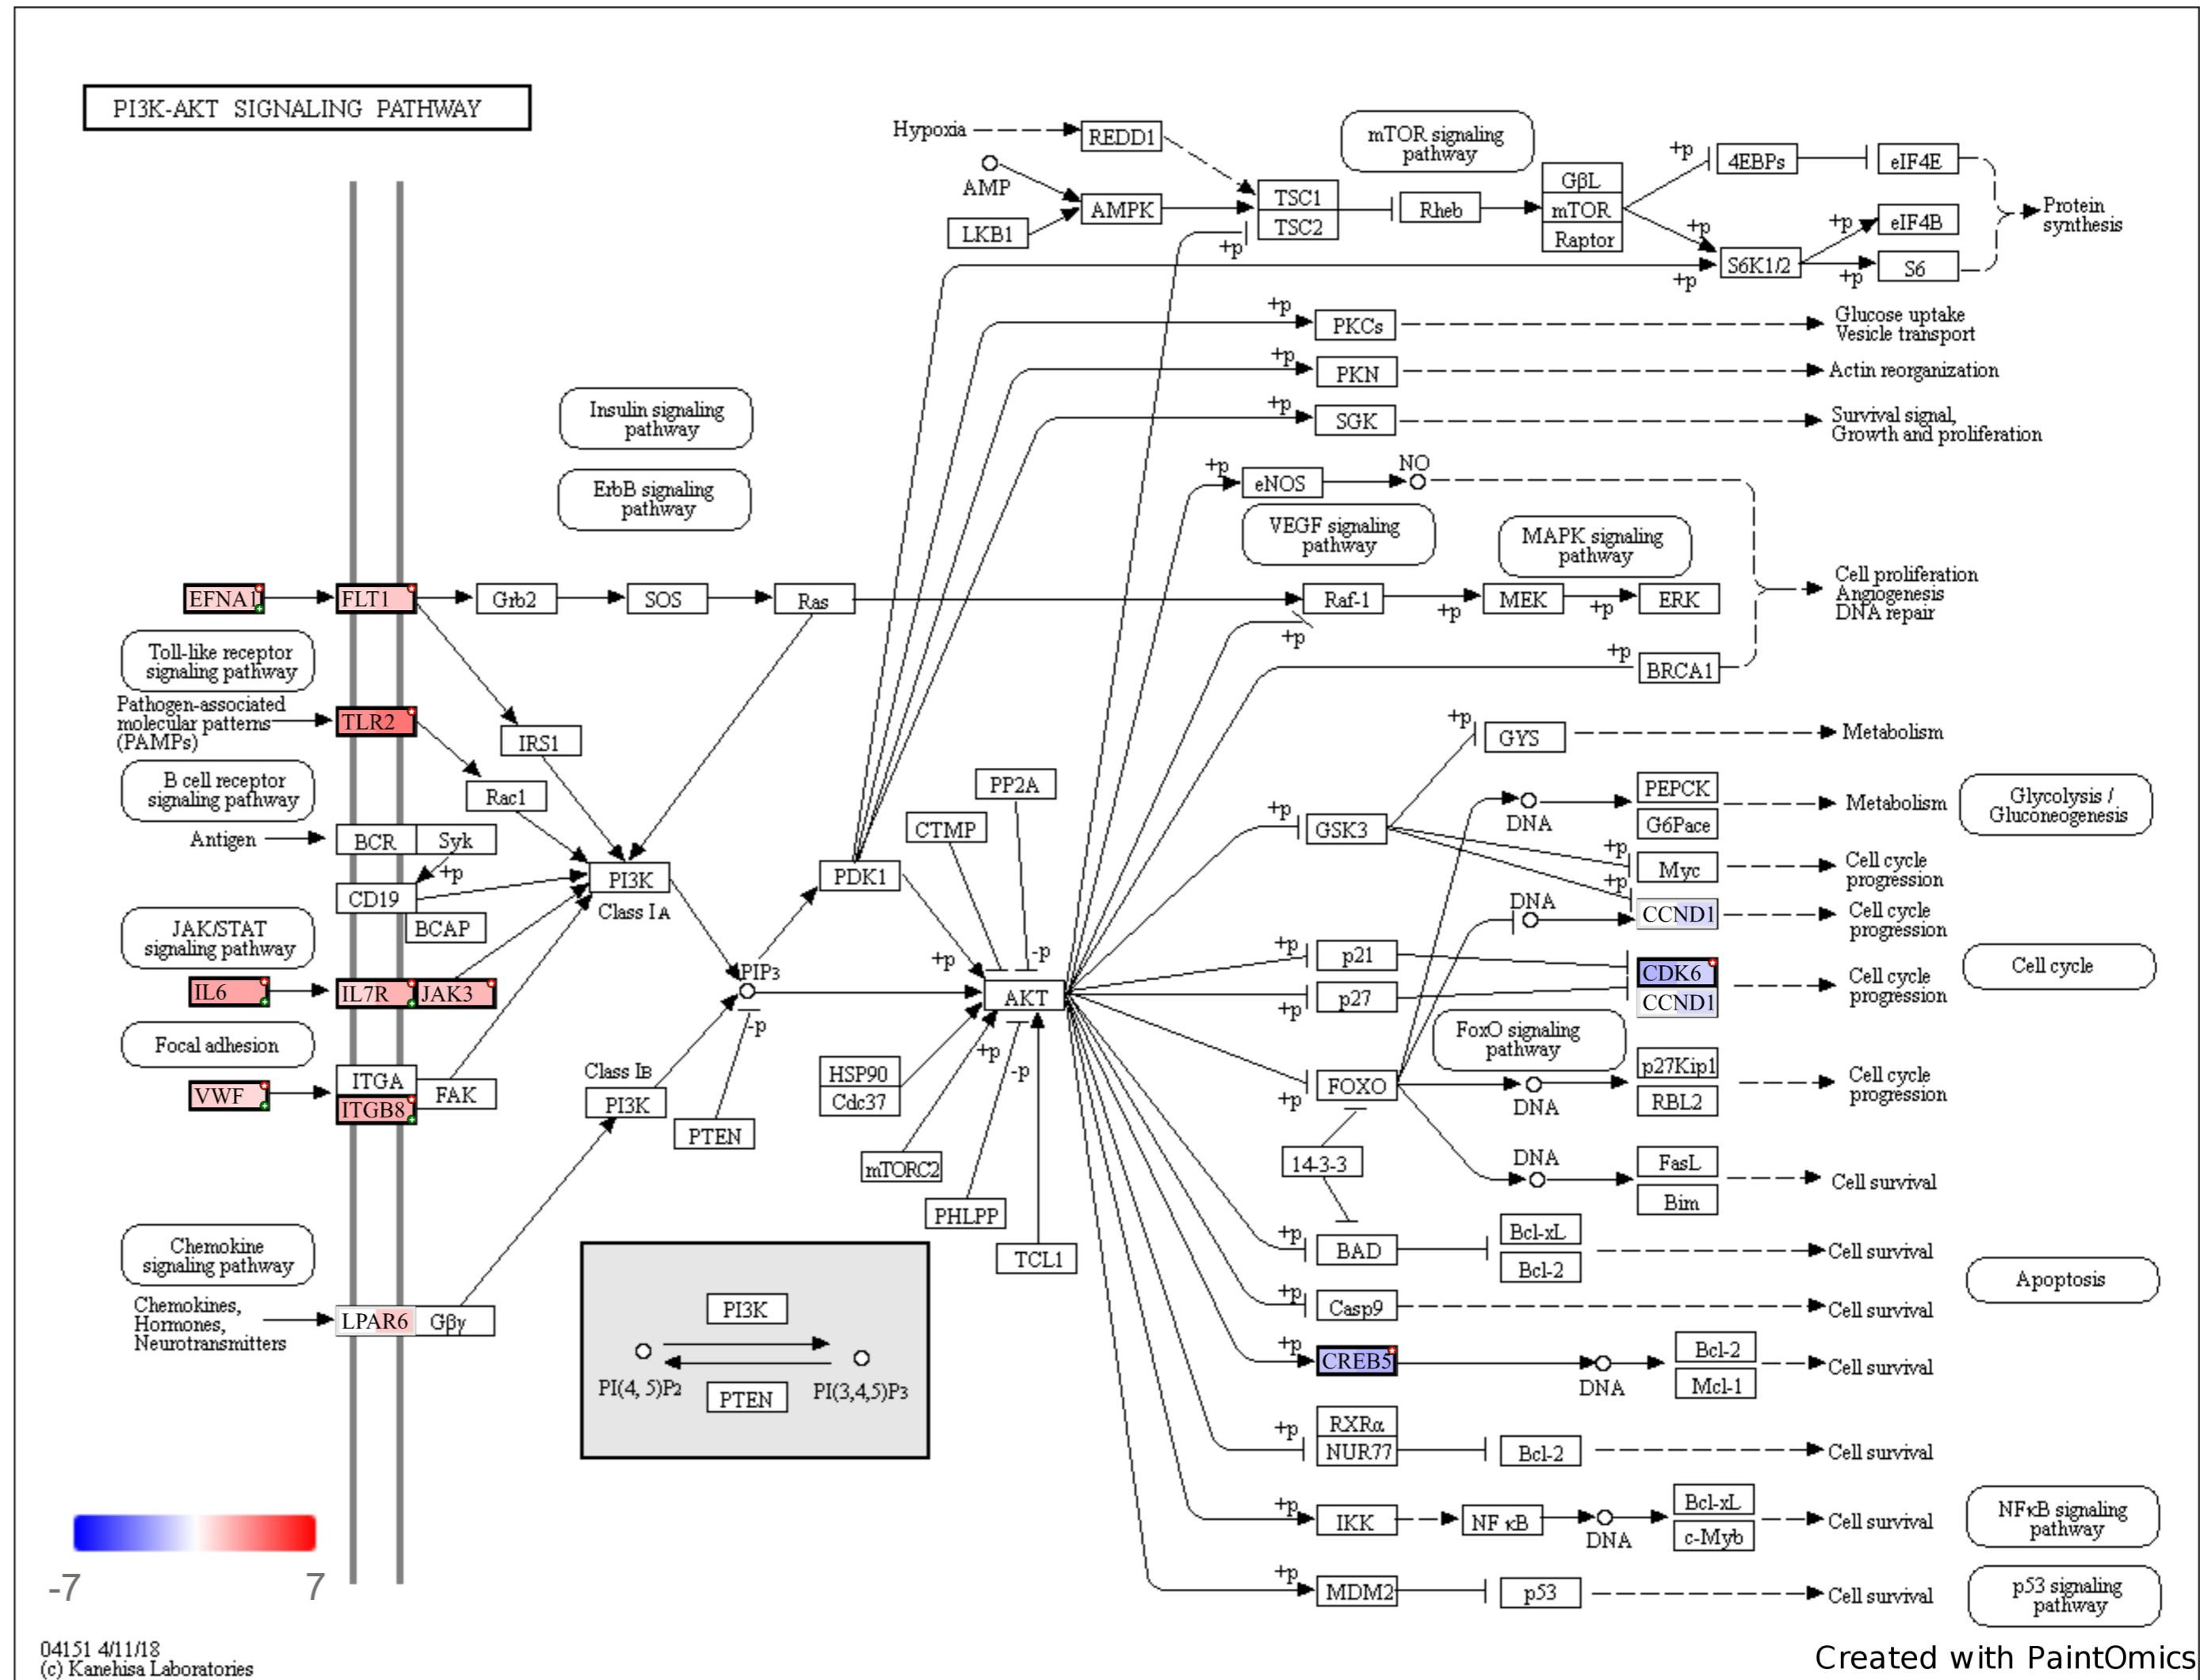 PI3K-AKT SIGNALING PATHWAY
Hypoxia
REDD1
mTOR signaling
pathway
AMP
AMPK
LKB1
TSC1
TSC2
+p
Rheb
GβL
mTOR
Raptor
+p
4EBPs
eIF4E
+p
S6K1/2
+p
+p
eIF4B
+p
S6
Protein
synthesis
+p
PKCs
Glucose uptake
Vesicle transport
+p
PKN
Actin reorganization
+p
SGK
Survival signal,
Growth and proliferation
Insulin signaling
pathway
ErbB signaling
pathway
+p
eNOS
NO
VEGF signaling
pathway
MAPK signaling
pathway
EFNA1
FLT1
Grb2
SOS
Ras
Raf-1
+p
+p
MEK
+p
ERK
Cell proliferation
Angiogenesis
DNA repair
+p
BRCA1
Toll-like receptor
signaling pathway
Pathogen-associated
molecular patterns
(PAMPs)
TLR2
IRS1
Rac1
B cell receptor
signaling pathway
Antigen
BCR
Syk
+p
CD19
BCAP
PI3K
Class IA
PDK1
CTMP
PP2A
+p
GYS
Metabolism
+p
GSK3
DNA
PEPCK
G6Pace
Metabolism
Glycolysis /
Gluconeogenesis
+p
Myc
Cell cycle
progression
+p
DNA
CCND1
Cell cycle
progression
JAK/STAT
signaling pathway
IL6
IL7R
JAK3
PIP3
+p
-p
AKT
+p
p21
+p
p27
CDK6
CCND1
Cell cycle
progression
Cell cycle
Focal adhesion
VWF
ITGA
ITGB8
FAK
Class IB
PI3K
-p
PTEN
HSP90
Cdc37
+p
-p
mTORC2
PHLPP
TCL1
FoxO signaling
pathway
FOXO
+p
DNA
p27Kip1
RBL2
Cell cycle
progression
14-3-3
DNA
FasL
Bim
Cell survival
Chemokine
signaling pathway
Chemokines,
Hormones,
Neurotransmitters
LPAR6
Gβγ
PI3K
PI(4, 5)P2
PTEN
PI(3,4,5)P3
+p
BAD
Bcl-xL
Bcl-2
Cell survival
Apoptosis
+p
Casp9
Cell survival
+p
CREB5
DNA
Bcl-2
Mcl-1
Cell survival
+p
RXRα
NUR77
Bcl-2
Cell survival
+p
IKK
NFκB
DNA
Bcl-xL
c-Myb
Cell survival
NFκB signaling
pathway
+p
MDM2
p53
Cell survival
p53 signaling
pathway
-7
7
04151 4/11/18
(c) Kanehisa Laboratories
Created with PaintOmics